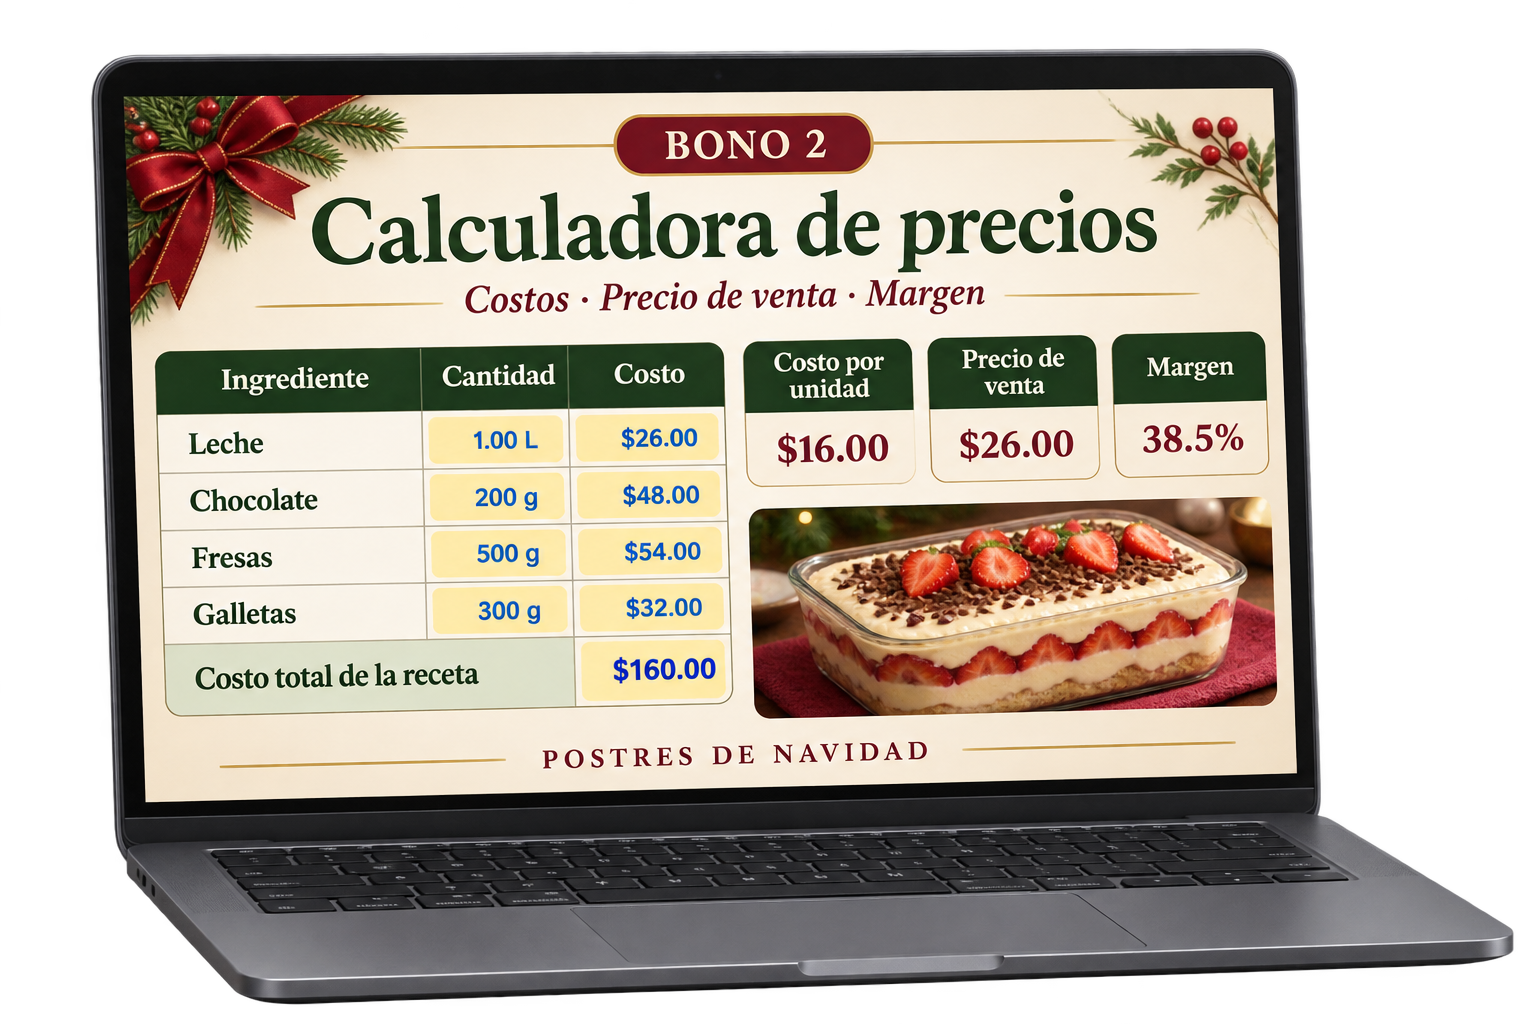 BONO 2
Calculadora de precios
Costos · Precio de venta · Margen
Ingrediente Cantidad Costo
Leche 1.00 L $26.00
Chocolate 200 g $48.00
Fresas 500 g $54.00
Galletas 300 g $32.00
Costo total de la receta $160.00
Costo por unidad
$16.00
Precio de venta
$26.00
Margen
38.5%
POSTRES DE NAVIDAD